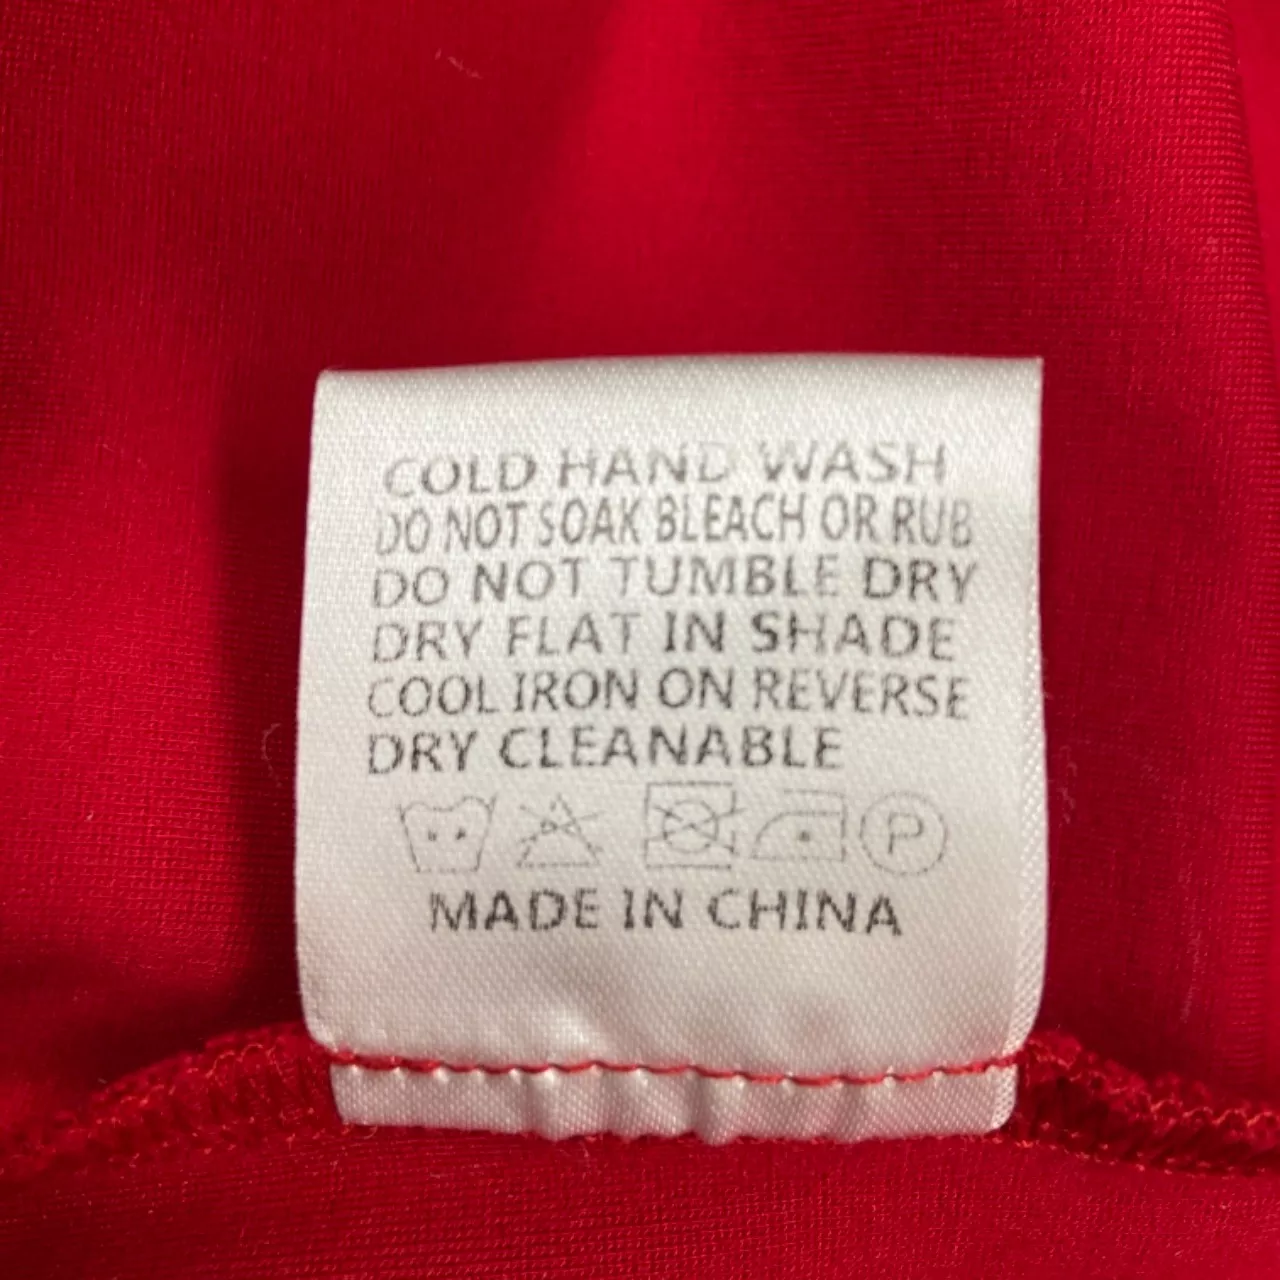 COLD HAND WASH
DO NOT SOAK BLEACH OR RUB
DO NOT TUMBLE DRY
DRY FLAT IN SHADE
COOL IRON ON REVERSE
DRY CLEANABLE
P
MADE IN CHINA